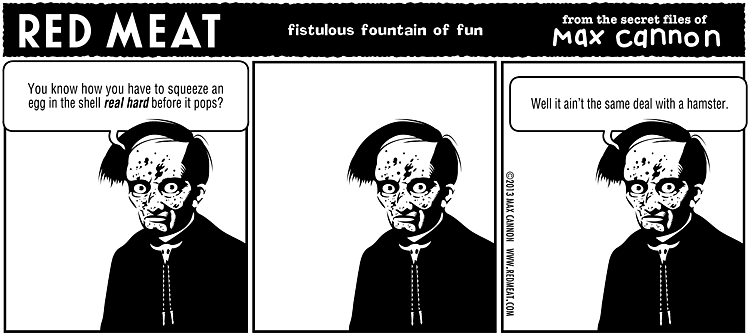 RED MEAT
fistulous fountain of fun
from the secret files of
Max cannon
You know how you have to squeeze an
egg in the shell real hard before it pops?
Well it ain't the same deal with a hamster.
©2013 MAX CANNON WWW.REDMEAT.COM